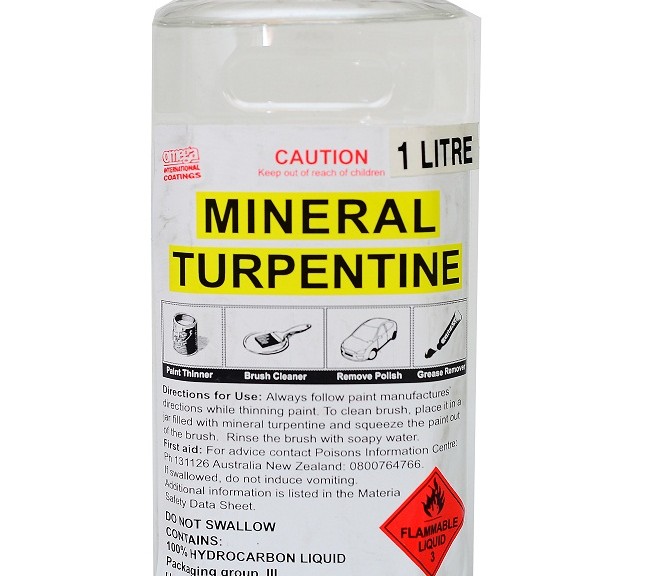 omega
INTERNATIONAL
COATINGS
CAUTION
Keep out of reach of children
1 LITRE
MINERAL
TURPENTINE
Paint Thinner
Brush Cleaner
Remove Polish
Grease Remover
Directions for Use: Always follow paint manufactures'
directions while thinning paint. To clean brush, place it in a
jar filled with mineral turpentine and squeeze the paint out
of the brush. Rinse the brush with soapy water.
First aid: For advice contact Poisons Information Centre:
Ph 131126 Australia New Zealand: 0800764766.
If swallowed, do not induce vomiting.
Additional information is listed in the Materia
Safety Data Sheet.
DO NOT SWALLOW
CONTAINS:
100% HYDROCARBON LIQUID
Packaging group III
FLAMMABLE
LIQUID
3